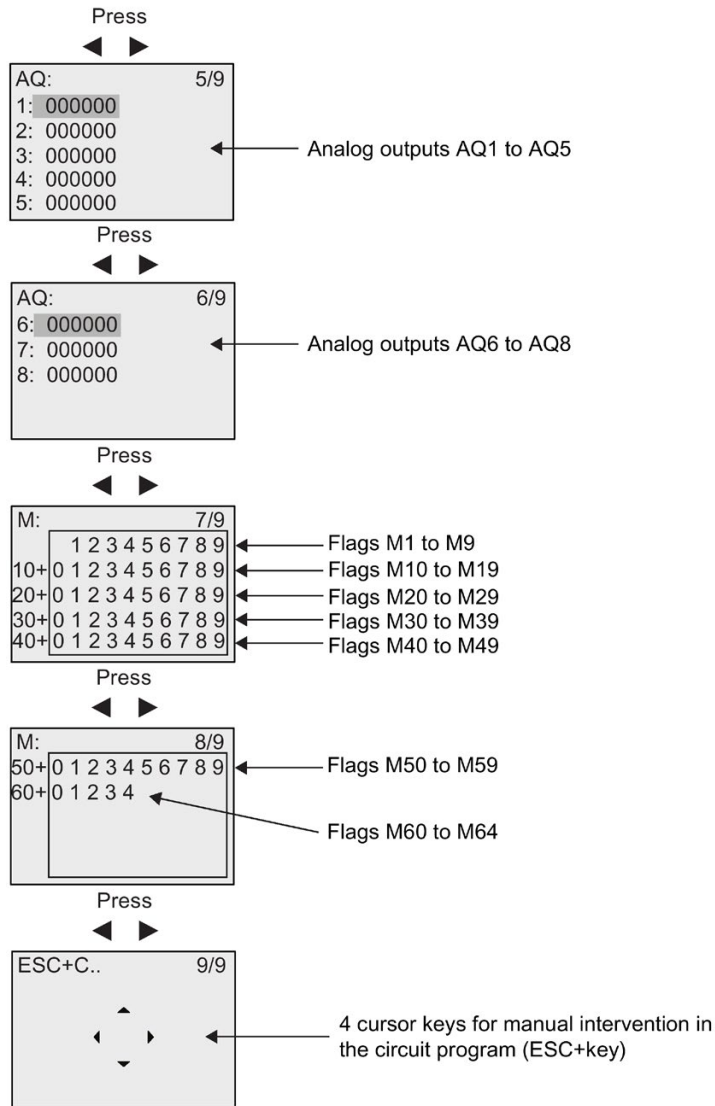 Press
AQ: 5/9
1: 000000
2: 000000
3: 000000
4: 000000
5: 000000
Analog outputs AQ1 to AQ5
Press
AQ: 6/9
6: 000000
7: 000000
8: 000000
Analog outputs AQ6 to AQ8
Press
M: 7/9
1 2 3 4 5 6 7 8 9 Flags M1 to M9
10+ 0 1 2 3 4 5 6 7 8 9 Flags M10 to M19
20+ 0 1 2 3 4 5 6 7 8 9 Flags M20 to M29
30+ 0 1 2 3 4 5 6 7 8 9 Flags M30 to M39
40+ 0 1 2 3 4 5 6 7 8 9 Flags M40 to M49
Press
M: 8/9
50+ 0 1 2 3 4 5 6 7 8 9 Flags M50 to M59
60+ 0 1 2 3 4
Flags M60 to M64
Press
ESC+C.. 9/9
4 cursor keys for manual intervention in
the circuit program (ESC+key)